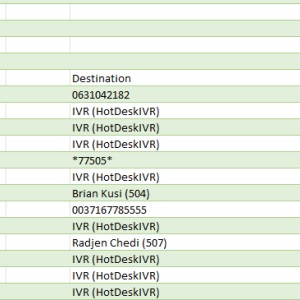 Destination
0631042182
IVR (HotDeskIVR)
IVR (HotDeskIVR)
IVR (HotDeskIVR)
*77505*
IVR (HotDeskIVR)
Brian Kusi (504)
0037167785555
IVR (HotDeskIVR)
Radjen Chedi (507)
IVR (HotDeskIVR)
IVR (HotDeskIVR)
IVR (HotDeskIVR)